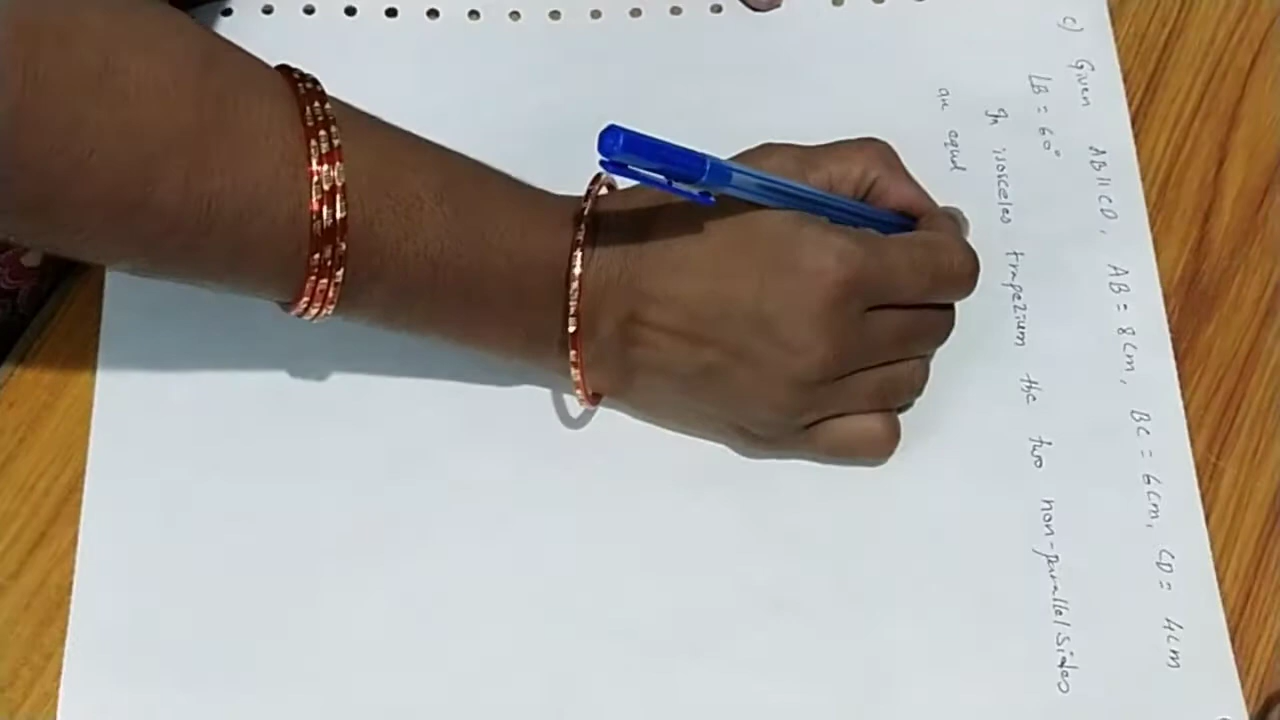 c) Given AB || CD, AB = 8cm, BC = 6cm, CD = 4cm
∠B = 60°
In isosceles trapezium the two non-parallel sides
are equal